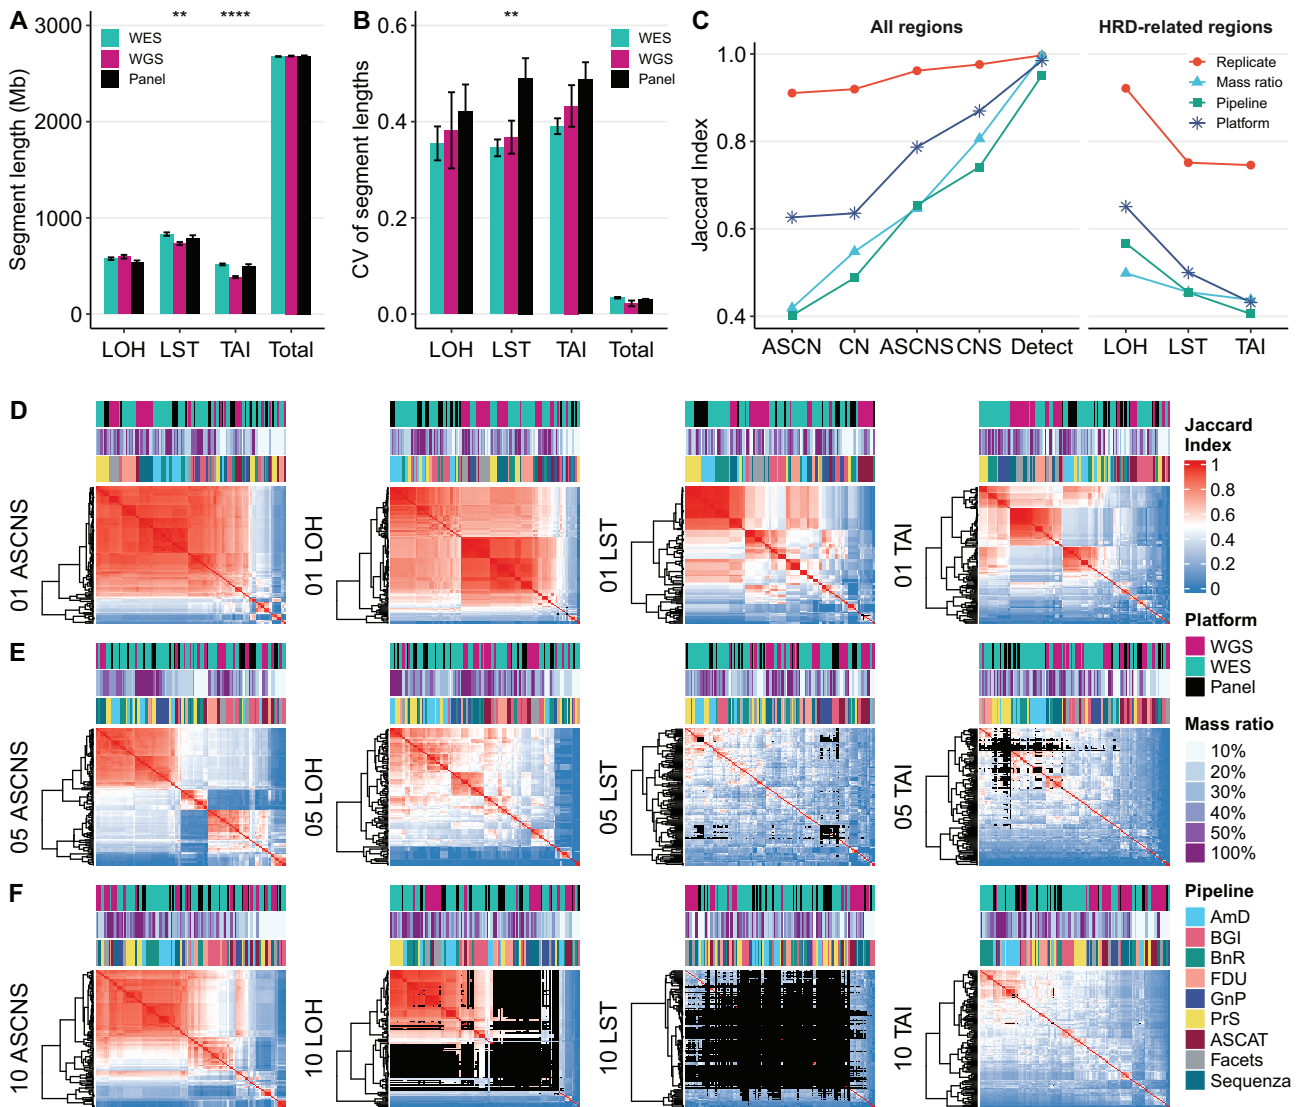 A
**
****
Segment length (Mb)
3000
2000
1000
0
WES
WGS
Panel
LOH
LST
TAI
Total
B
**
CV of segment lengths
0.6
0.4
0.2
0.0
WES
WGS
Panel
LOH
LST
TAI
Total
C
All regions
HRD-related regions
Jaccard Index
1.0
0.8
0.6
0.4
Replicate
Mass ratio
Pipeline
Platform
ASCN
CN
ASCNS
CNS
Detect
LOH
LST
TAI
D
01 ASCNS
01 LOH
01 LST
01 TAI
E
05 ASCNS
05 LOH
05 LST
05 TAI
F
10 ASCNS
10 LOH
10 LST
10 TAI
Jaccard
Index
1
0.8
0.6
0.4
0.2
0
Platform
WGS
WES
Panel
Mass ratio
10%
20%
30%
40%
50%
100%
Pipeline
AmD
BGI
BnR
FDU
GnP
PrS
ASCAT
Facets
Sequenza